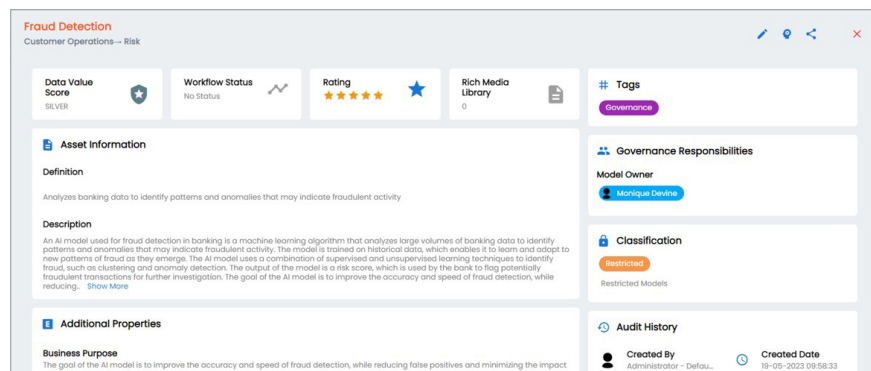 Fraud Detection
Customer Operations→ Risk
Data Value
Score
SILVER
Workflow Status
No Status
Rating
Rich Media
Library
0
Asset Information
Definition
Analyzes banking data to identify patterns and anomalies that may indicate fraudulent activity
Description
An AI model used for fraud detection in banking is a machine learning algorithm that analyzes large volumes of banking data to identify
patterns and anomalies that may indicate fraudulent activity. The model is trained on historical data, which enables it to learn and adapt to
new patterns of fraud as they emerge. The AI model uses a combination of supervised and unsupervised learning techniques to identify
fraud, such as clustering and anomaly detection. The output of the model is a risk score, which is used by the bank to flag potentially
fraudulent transactions for further investigation. The goal of the AI model is to improve the accuracy and speed of fraud detection, while
reducing.. Show More
E Additional Properties
Business Purpose
The goal of the AI model is to improve the accuracy and speed of fraud detection, while reducing false positives and minimizing the impact
# Tags
Governance
Governance Responsibilities
Model Owner
Monique Devine
Classification
Restricted
Restricted Models
Audit History
Created By
Administrator - Defau...
Created Date
19-05-2023 09:58:33